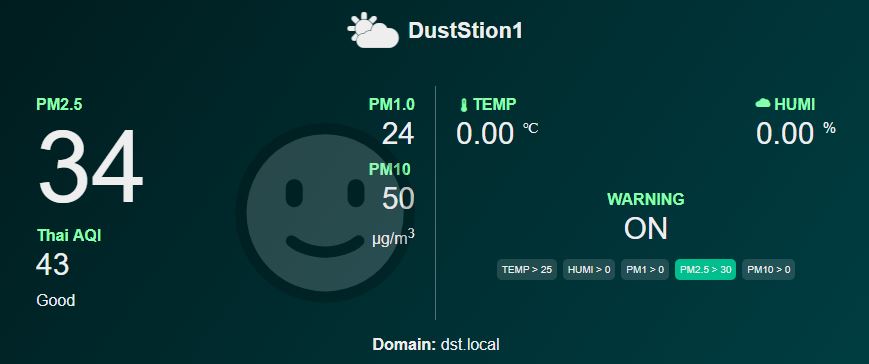 DustStion1
PM2.5
34
Thai AQI
43
Good
PM1.0
24
PM10
50
µg/m3
TEMP
0.00 °C
HUMI
0.00 %
WARNING
ON
TEMP > 25 HUMI > 0 PM1 > 0 PM2.5 > 30 PM10 > 0
Domain: dst.local